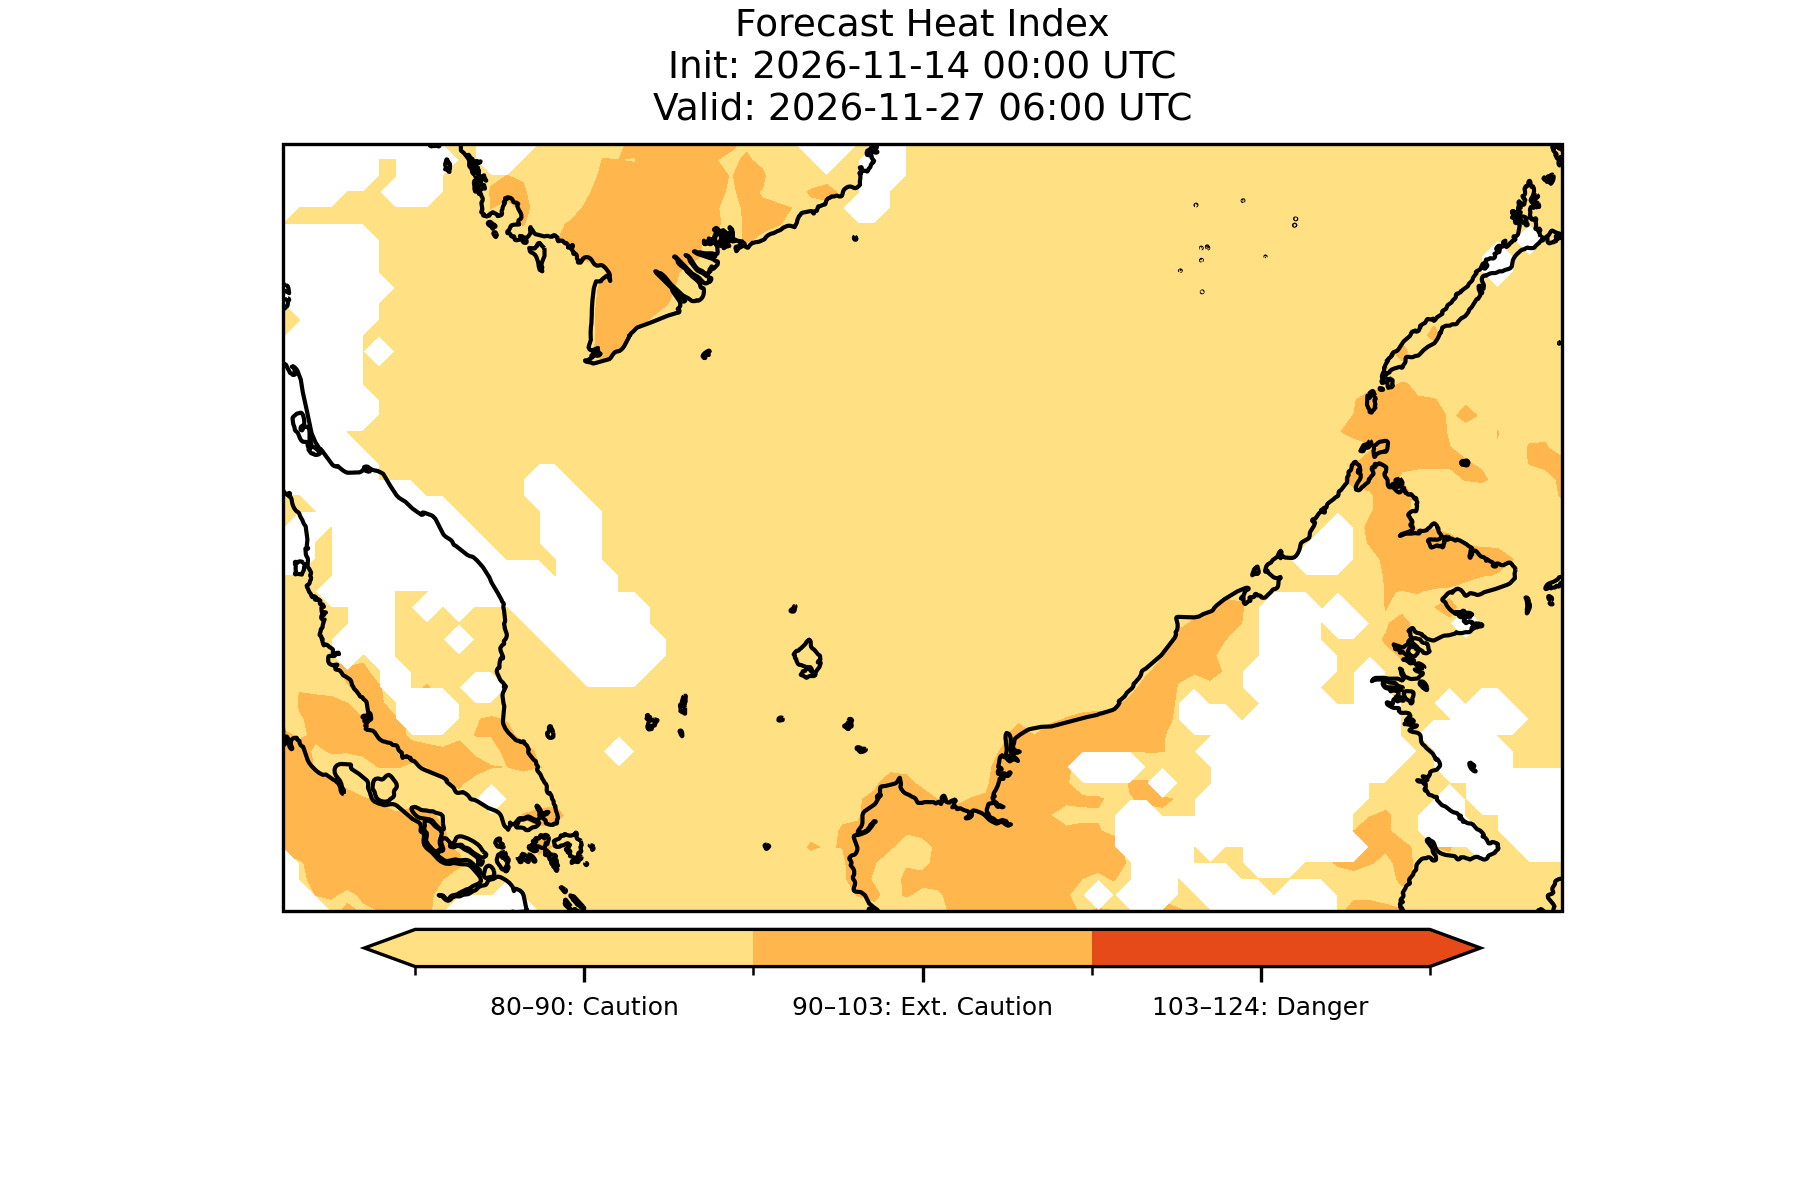 Forecast Heat Index
Init: 2026-11-14 00:00 UTC
Valid: 2026-11-27 06:00 UTC
80–90: Caution
90–103: Ext. Caution
103–124: Danger